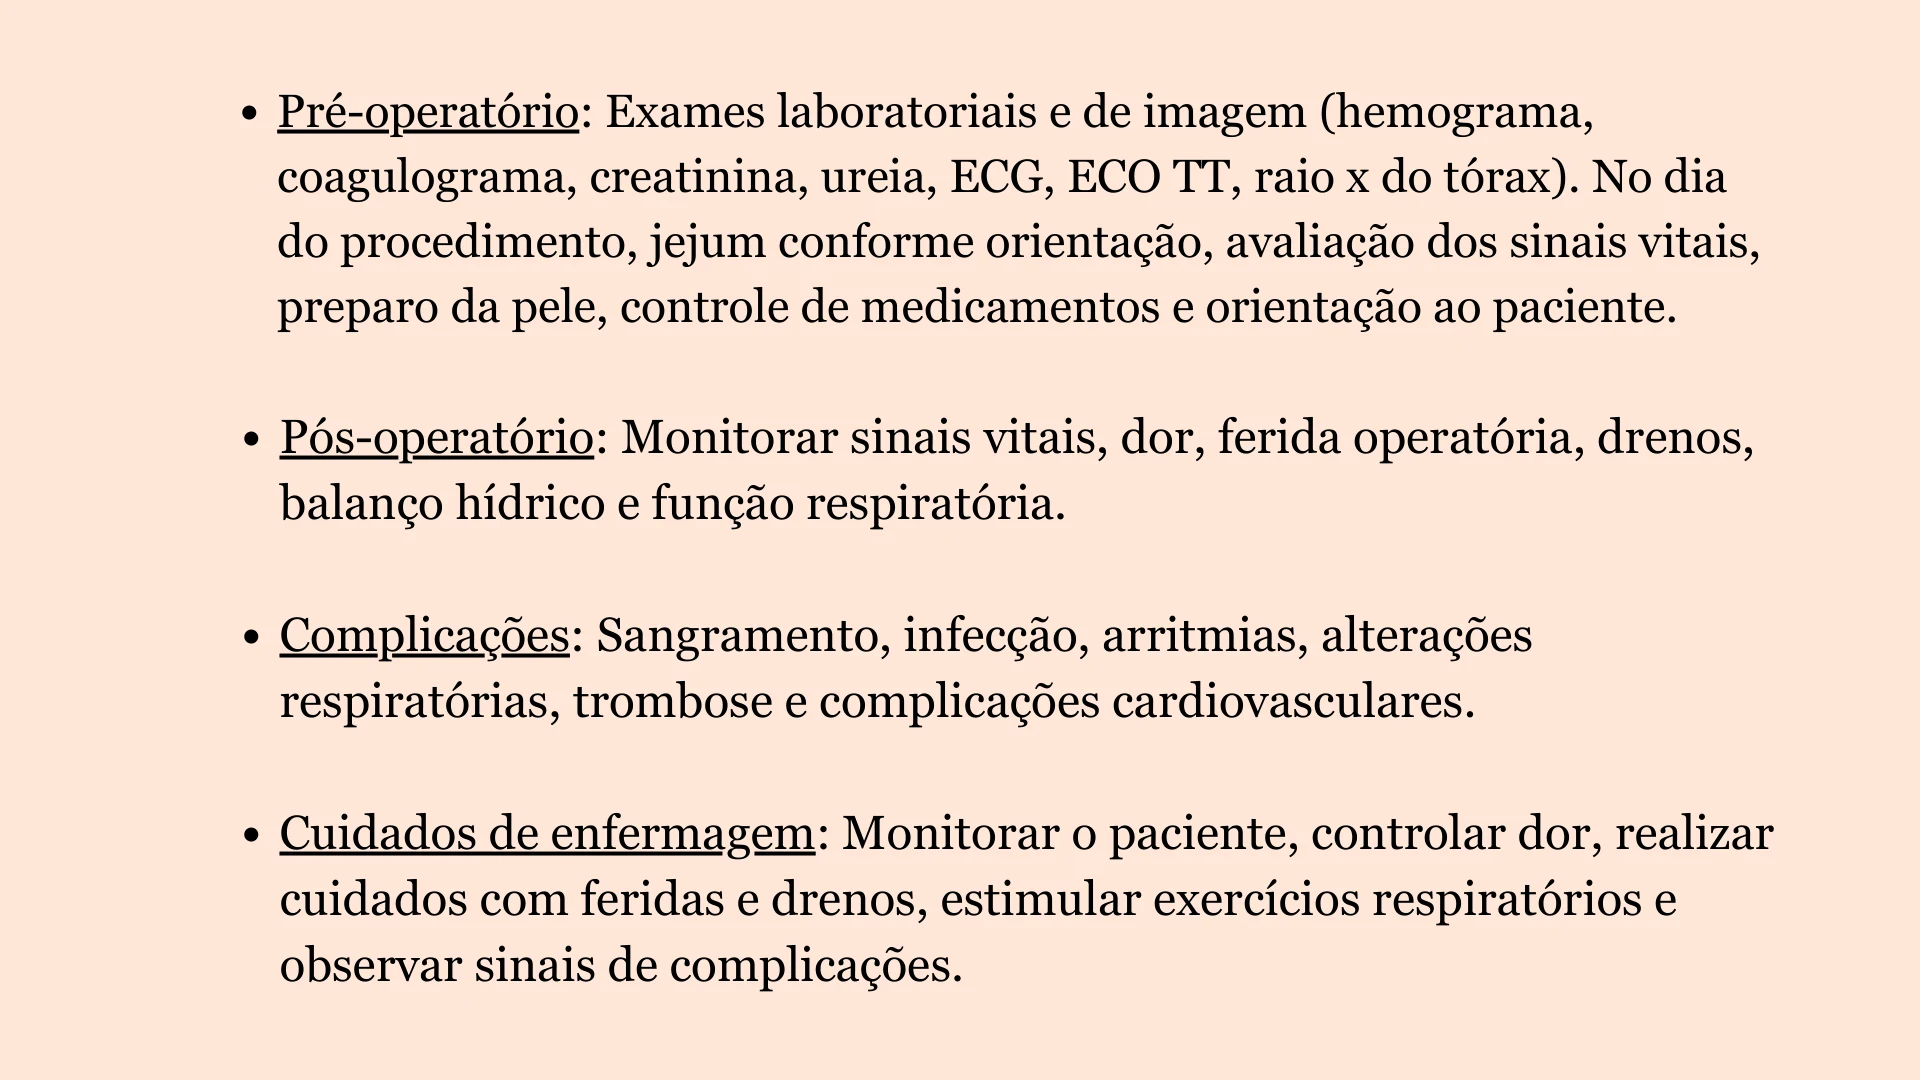 • Pré-operatório: Exames laboratoriais e de imagem (hemograma,
coagulograma, creatinina, ureia, ECG, ECO TT, raio x do tórax). No dia
do procedimento, jejum conforme orientação, avaliação dos sinais vitais,
preparo da pele, controle de medicamentos e orientação ao paciente.
• Pós-operatório: Monitorar sinais vitais, dor, ferida operatória, drenos,
balanço hídrico e função respiratória.
• Complicações: Sangramento, infecção, arritmias, alterações
respiratórias, trombose e complicações cardiovasculares.
• Cuidados de enfermagem: Monitorar o paciente, controlar dor, realizar
cuidados com feridas e drenos, estimular exercícios respiratórios e
observar sinais de complicações.